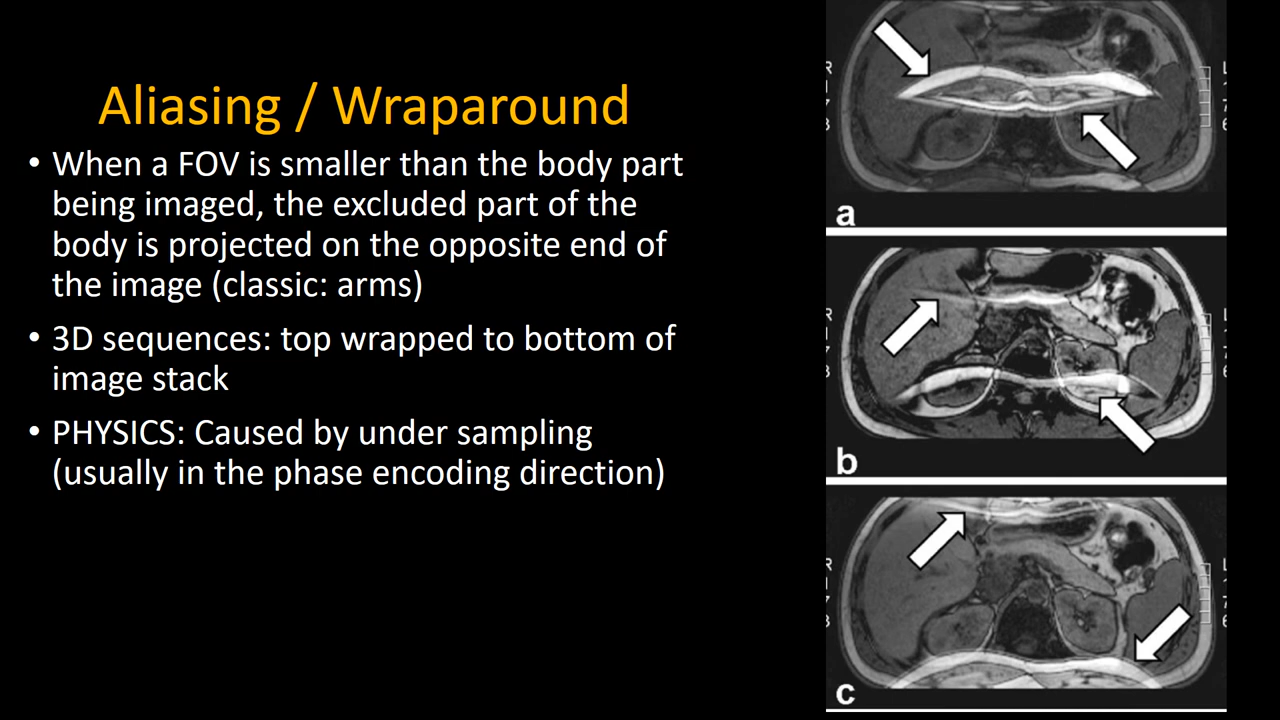 Aliasing / Wraparound
• When a FOV is smaller than the body part
being imaged, the excluded part of the
body is projected on the opposite end of
the image (classic: arms)
• 3D sequences: top wrapped to bottom of
image stack
• PHYSICS: Caused by under sampling
(usually in the phase encoding direction)
a
b
c